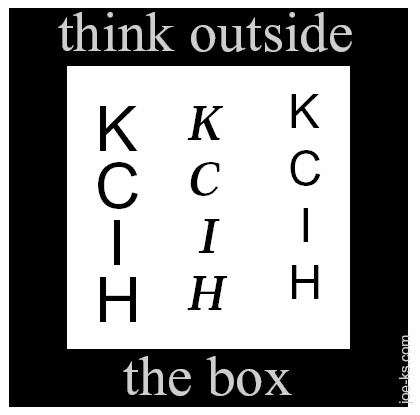 think outside
K K K
C C C
I I I
H H H
the box
joe-ks.com